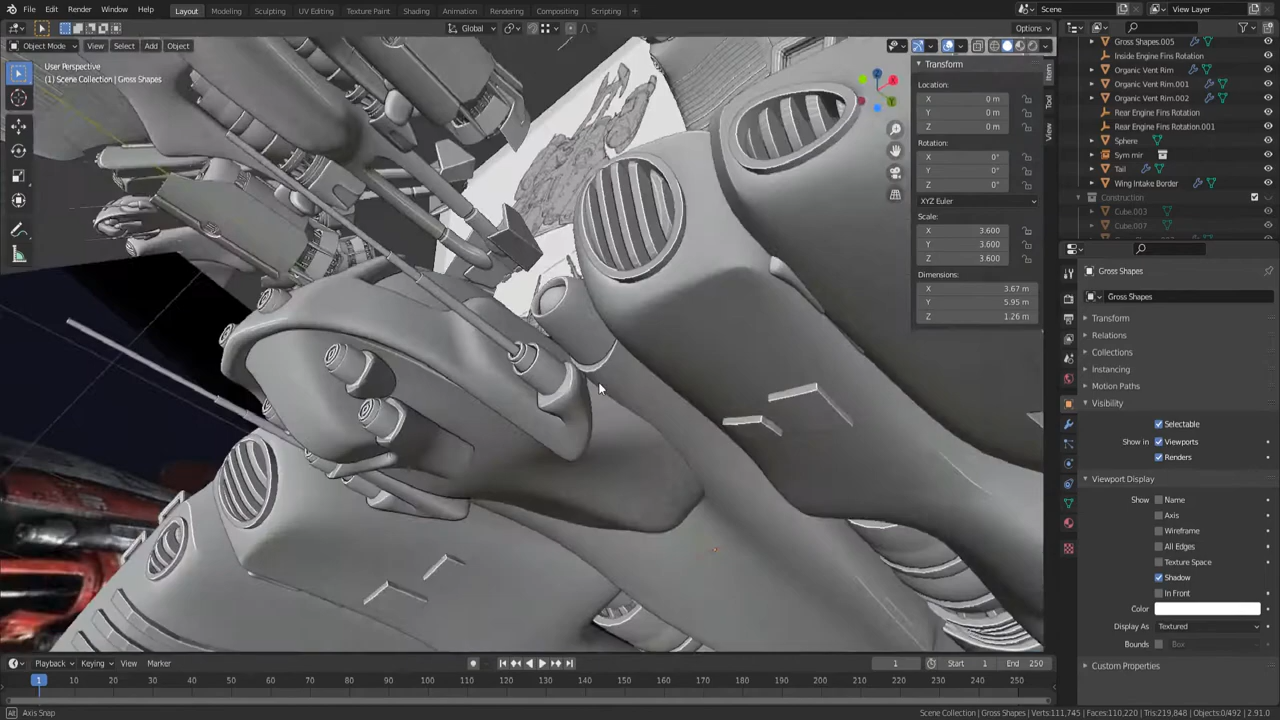 File Edit Render Window Help Layout Modeling Sculpting UV Editing Texture Paint Shading Animation Rendering Compositing Scripting + Scene View Layer
Global Options
Object Mode View Select Add Object
User Perspective
(1) Scene Collection | Gross Shapes
Transform
Location:
X 0 m
Y 0 m
Z 0 m
Rotation:
X 0°
Y 0°
Z 0°
XYZ Euler
Scale:
X 3.600
Y 3.600
Z 3.600
Dimensions:
X 3.67 m
Y 5.95 m
Z 1.26 m
Item
Tool
View
Gross Shapes.005
Inside Engine Fins Rotation
Organic Vent Rim
Organic Vent Rim.001
Organic Vent Rim.002
Rear Engine Fins Rotation
Rear Engine Fins Rotation.001
Sphere
Sym mir
Tail
Wing Intake Border
Construction
Cube.003
Cube.007
Gross Shapes
Gross Shapes
Transform
Relations
Collections
Instancing
Motion Paths
Visibility
Selectable
Show in Viewports
Renders
Viewport Display
Show Name
Axis
Wireframe
All Edges
Texture Space
Shadow
In Front
Color
Display As Textured
Bounds Box
Custom Properties
Playback Keying View Marker 1 Start 1 End 250
1 10 20 30 40 50 60 70 80 90 100 110 120 130 140 150 160 170 180 190 200 210 220 230 240 250
Alt Axis Snap Scene Collection | Gross Shapes | Verts:111,745 | Faces:110,220 | Tris:219,848 | Objects:0/492 | 2.91.0